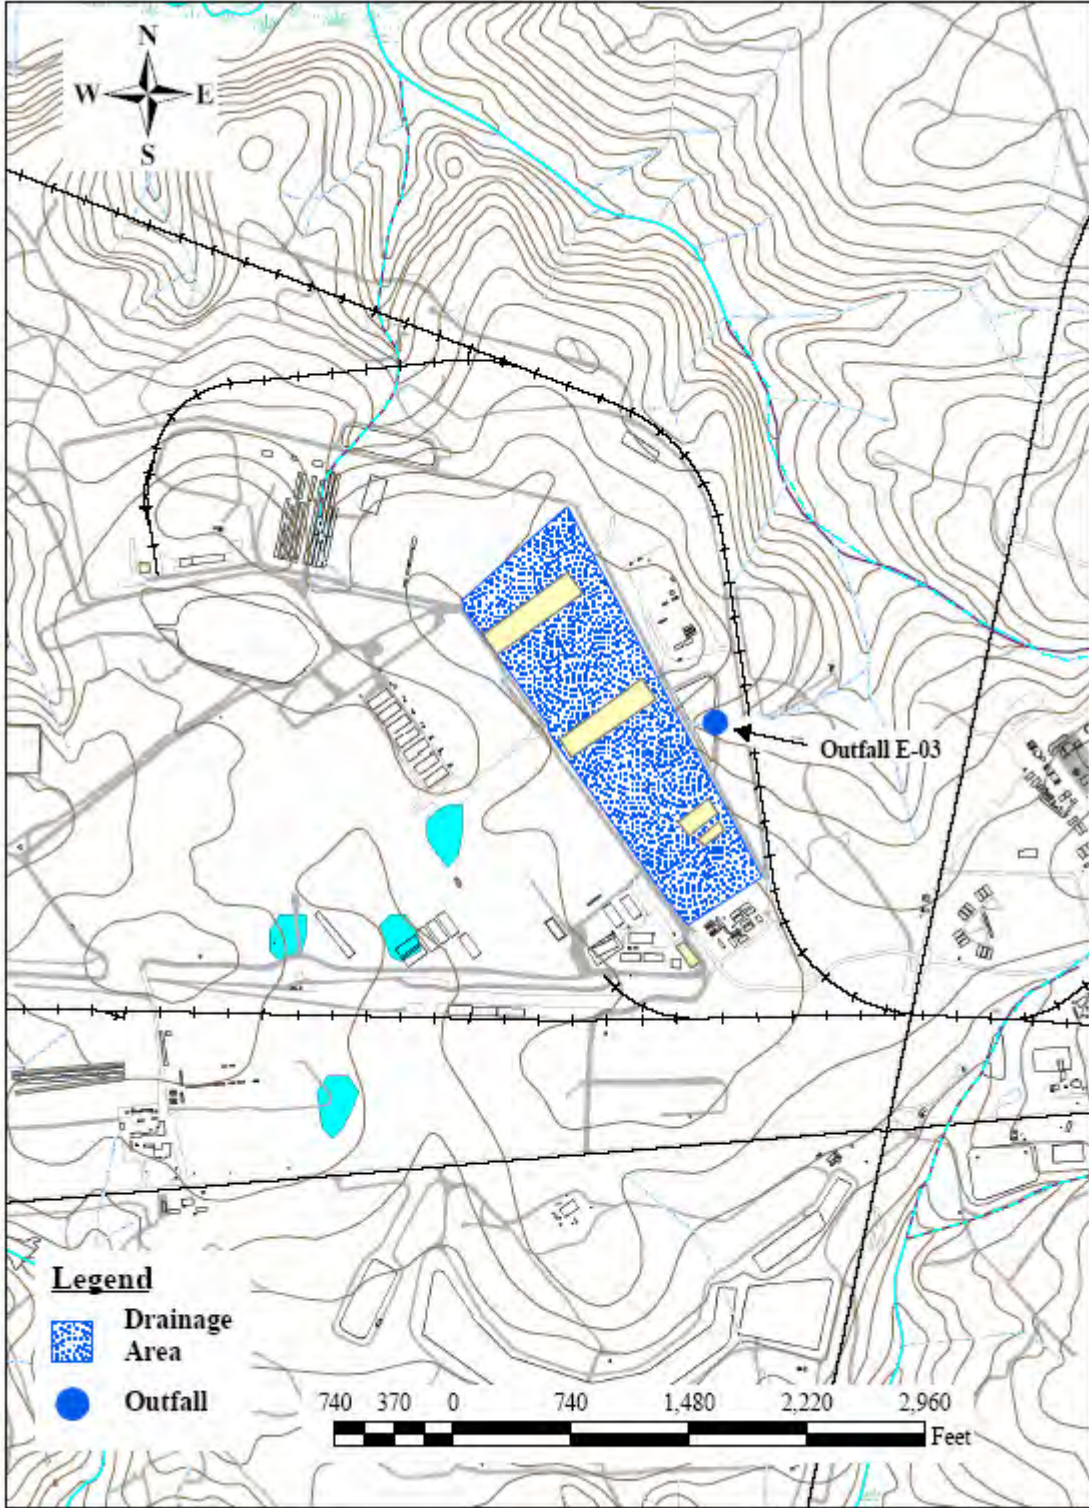 N
W E
S
Outfall E-03
Legend
Drainage
Area
Outfall
740 370 0 740 1,480 2,220 2,960
Feet